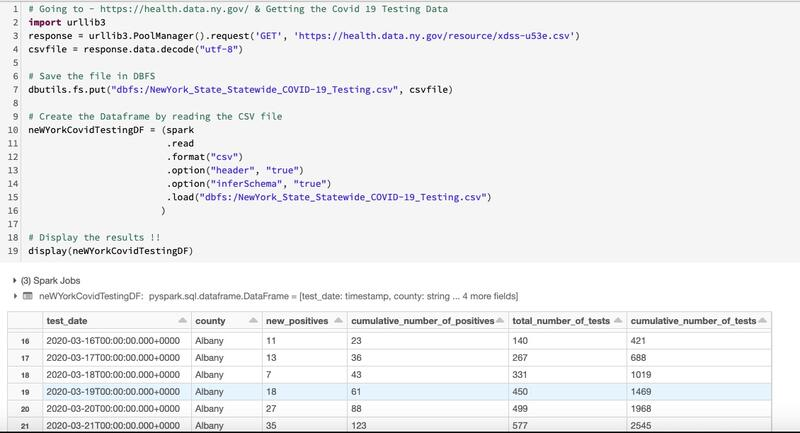 1 # Going to - https://health.data.ny.gov/ & Getting the Covid 19 Testing Data
2 import urllib3
3 response = urllib3.PoolManager().request('GET', 'https://health.data.ny.gov/resource/xdss-u53e.csv')
4 csvfile = response.data.decode("utf-8")
5
6 # Save the file in DBFS
7 dbutils.fs.put("dbfs:/NewYork_State_Statewide_COVID-19_Testing.csv", csvfile)
8
9 # Create the Dataframe by reading the CSV file
10 neWYorkCovidTestingDF = (spark
11 .read
12 .format("csv")
13 .option("header", "true")
14 .option("inferSchema", "true")
15 .load("dbfs:/NewYork_State_Statewide_COVID-19_Testing.csv")
16 )
17
18 # Display the results !!
19 display(neWYorkCovidTestingDF)
(3) Spark Jobs
neWYorkCovidTestingDF: pyspark.sql.dataframe.DataFrame = [test_date: timestamp, county: string ... 4 more fields]
test_date county new_positives cumulative_number_of_positives total_number_of_tests cumulative_number_of_tests
16 2020-03-16T00:00:00.000+0000 Albany 11 23 140 421
17 2020-03-17T00:00:00.000+0000 Albany 13 36 267 688
18 2020-03-18T00:00:00.000+0000 Albany 7 43 331 1019
19 2020-03-19T00:00:00.000+0000 Albany 18 61 450 1469
20 2020-03-20T00:00:00.000+0000 Albany 27 88 499 1968
21 2020-03-21T00:00:00.000+0000 Albany 35 123 577 2545